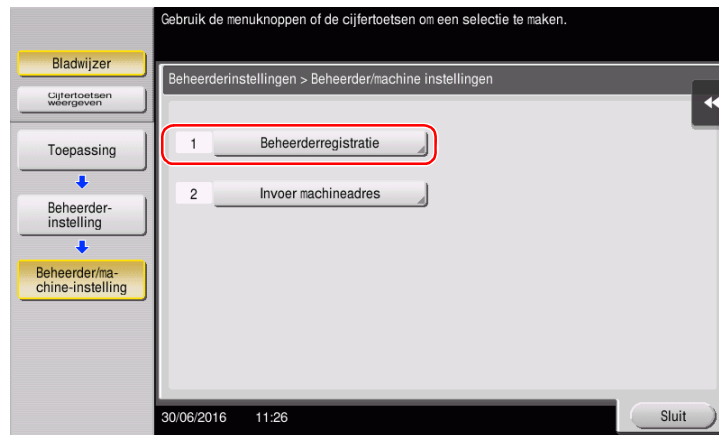 Gebruik de menuknoppen of de cijfertoetsen om een selectie te maken.
Bladwijzer
Cijfertoetsen
weergeven
Toepassing
Beheerder-
instelling
Beheerder/ma-
chine-instelling
Beheerderinstellingen > Beheerder/machine instellingen
1 Beheerderregistratie
2 Invoer machineadres
30/06/2016 11:26
Sluit